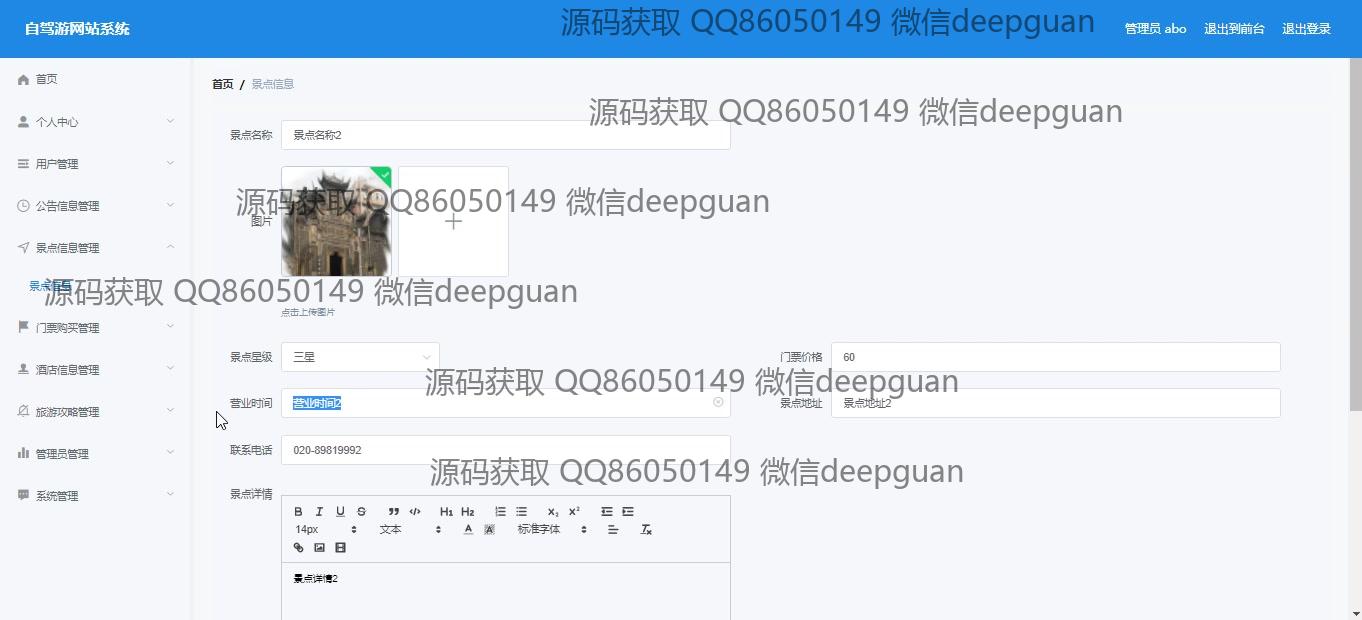 自驾游网站系统
源码获取 QQ86050149 微信deepguan
管理员 abo
退出到前台
退出登录
首页
个人中心
用户管理
公告信息管理
景点信息管理
景点信息
门票购买管理
酒店信息管理
旅游攻略管理
管理员管理
系统管理
首页 / 景点信息
源码获取 QQ86050149 微信deepguan
景点名称 景点名称2
源码获取 QQ86050149 微信deepguan
图片
源码获取 QQ86050149 微信deepguan
点击上传图片
景点星级 三星
门票价格 60
源码获取 QQ86050149 微信deepguan
营业时间 营业时间2
景点地址 景点地址2
联系电话 020-89819992
源码获取 QQ86050149 微信deepguan
景点详情
B I U S ” </> H1 H2 x₂ x²
14px 文本 A A 标准字体 Tx
景点详情2